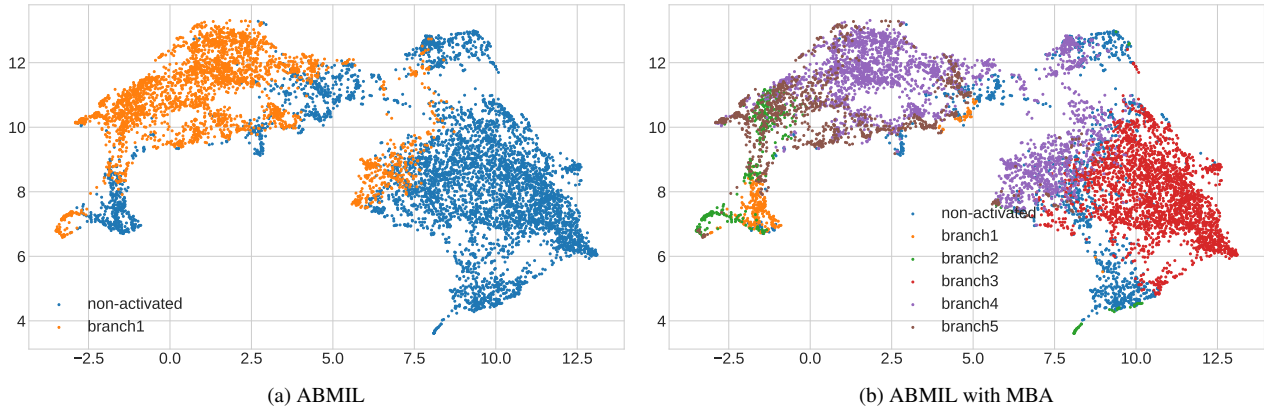 12
10
8
6
4
non-activated
branch1
−2.5 0.0 2.5 5.0 7.5 10.0 12.5
(a) ABMIL
12
10
8
6
4
non-activated
branch1
branch2
branch3
branch4
branch5
−2.5 0.0 2.5 5.0 7.5 10.0 12.5
(b) ABMIL with MBA